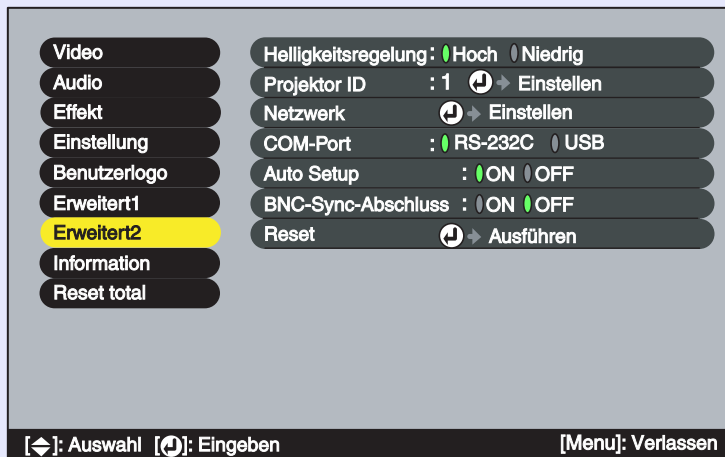 Video
Audio
Effekt
Einstellung
Benutzerlogo
Erweitert1
Erweitert2
Information
Reset total
Helligkeitsregelung : Hoch Niedrig
Projektor ID : 1 Einstellen
Netzwerk Einstellen
COM-Port : RS-232C USB
Auto Setup : ON OFF
BNC-Sync-Abschluss : ON OFF
Reset Ausführen
[ ]: Auswahl [ ]: Eingeben [Menu]: Verlassen